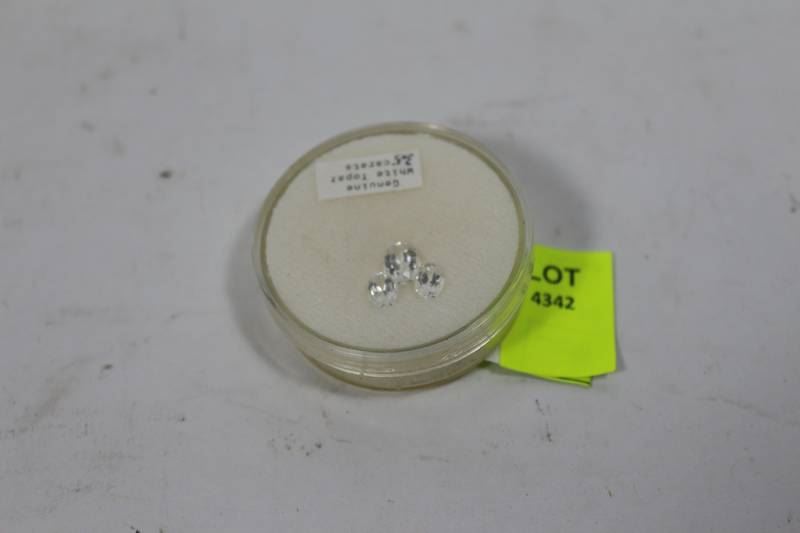 Genuine
White Topaz
carats
LOT
4342